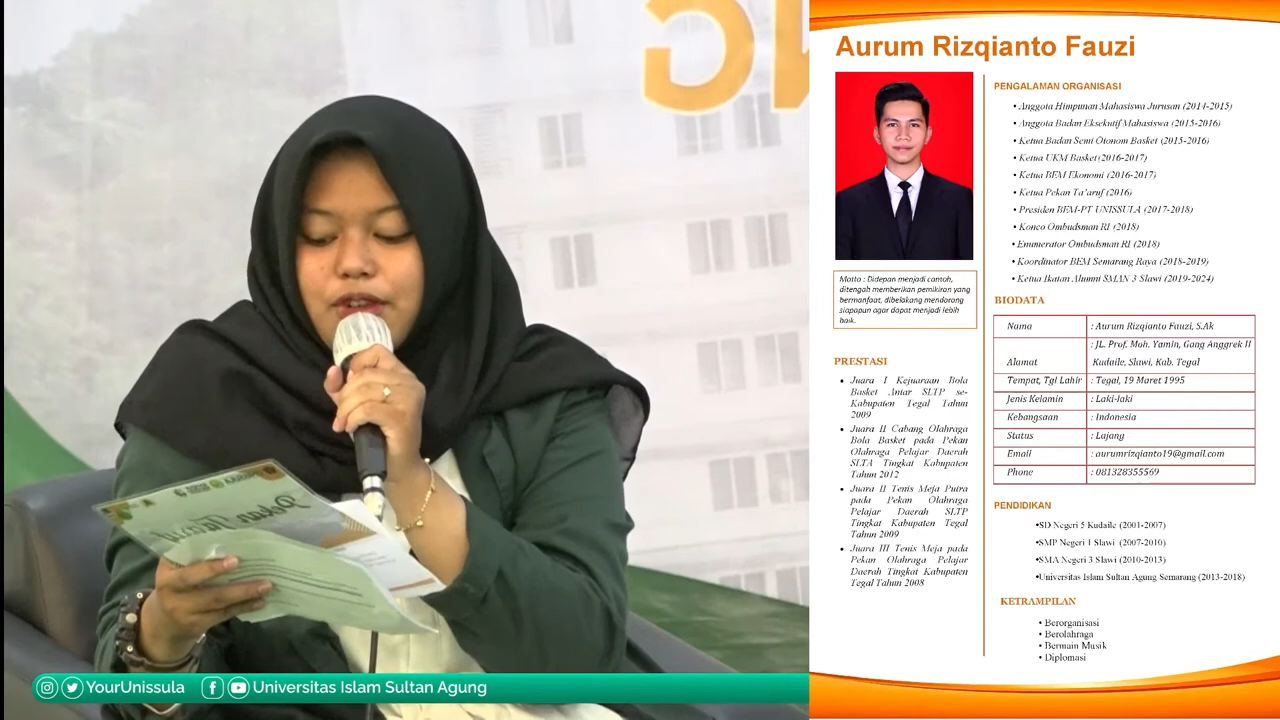 Pekan Ta'aruf
YourUnissula
Universitas Islam Sultan Agung
Aurum Rizqianto Fauzi
Motto : Didepan menjadi contoh,
ditengah memberikan pemikiran yang
bermanfaat, dibelakang mendorong
siapapun agar dapat menjadi lebih
baik.
PRESTASI
• Juara I Kejuaraan Bola
Basket Antar SLTP se-
Kabupaten Tegal Tahun
2009
• Juara II Cabang Olahraga
Bola Basket pada Pekan
Olahraga Pelajar Daerah
SLTA Tingkat Kabupaten
Tegal Tahun 2012
• Juara II Tenis Meja Putra
pada Pekan Olahraga
Pelajar Daerah SLTP
Tingkat Kabupaten Tegal
Tahun 2009
• Juara III Tenis Meja pada
Pekan Olahraga Pelajar
Daerah Tingkat Kabupaten
Tegal Tahun 2008
PENGALAMAN ORGANISASI
• Anggota Himpunan Mahasiswa Jurusan (2014-2015)
• Anggota Badan Eksekutif Mahasiswa (2015-2016)
• Ketua Badan Semi Otonom Basket (2015-2016)
• Ketua UKM Basket (2016-2017)
• Ketua BEM Ekonomi (2016-2017)
• Ketua Pekan Ta'aruf (2016)
• Presiden BEM-PT UNISSULA (2017-2018)
• Konco Ombudsman RI (2018)
• Enumerator Ombudsman RI (2018)
• Koordinator BEM Semarang Raya (2018-2019)
• Ketua Ikatan Alumni SMAN 3 Slawi (2019-2024)
BIODATA
Nama : Aurum Rizqianto Fauzi, S.Ak
Alamat : JL. Prof. Moh. Yamin, Gang Anggrek II
Kudaile, Slawi, Kab. Tegal
Tempat, Tgl Lahir : Tegal, 19 Maret 1995
Jenis Kelamin : Laki-laki
Kebangsaan : Indonesia
Status : Lajang
Email : aurumrizqianto19@gmail.com
Phone : 081328355569
PENDIDIKAN
•SD Negeri 5 Kudaile (2001-2007)
•SMP Negeri 1 Slawi (2007-2010)
•SMA Negeri 3 Slawi (2010-2013)
•Universitas Islam Sultan Agung Semarang (2013-2018)
KETRAMPILAN
• Berorganisasi
• Berolahraga
• Bermain Musik
• Diplomasi